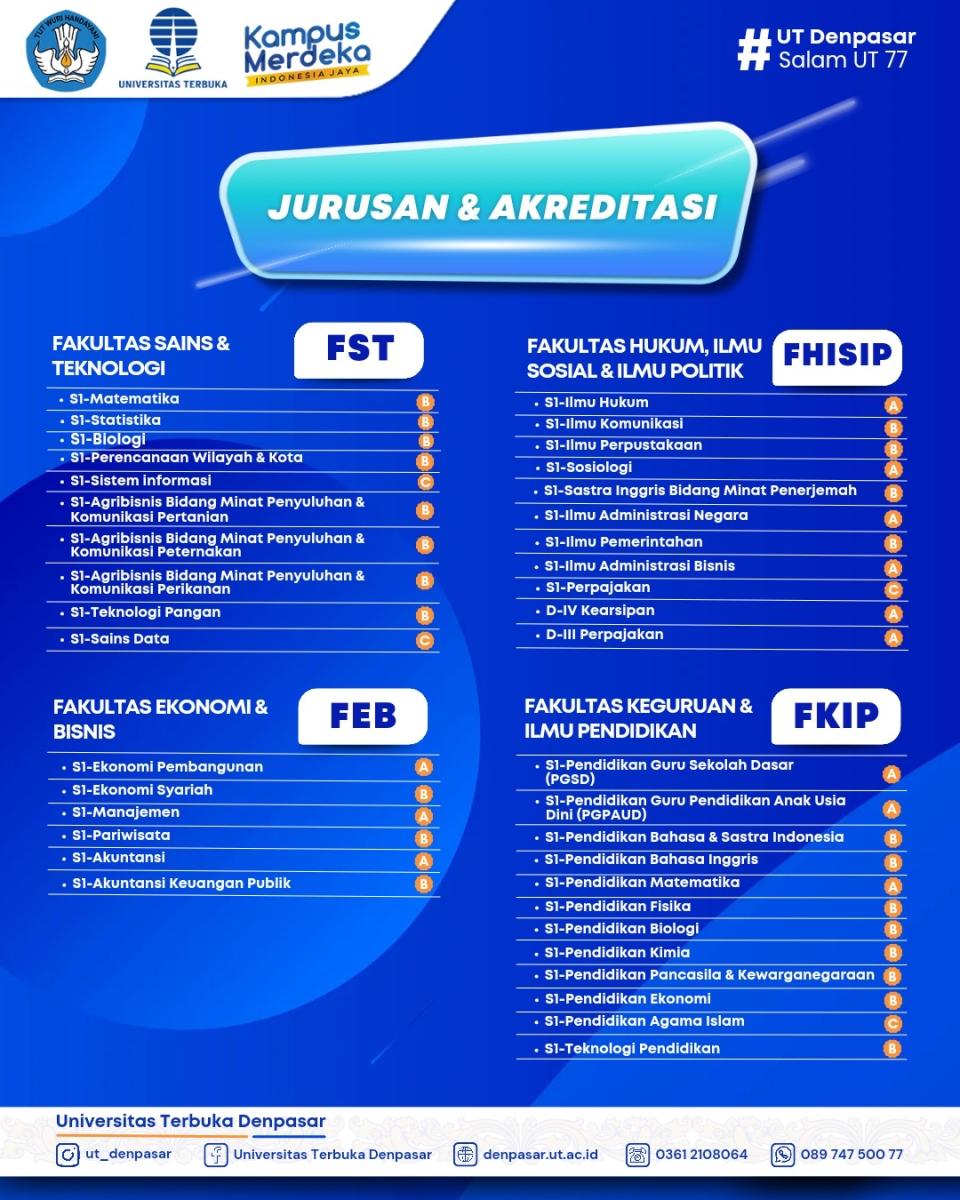 TUT WURI HANDAYANI
UNIVERSITAS TERBUKA
Kampus
Merdeka
INDONESIA JAYA
# UT Denpasar
Salam UT 77
JURUSAN & AKREDITASI
FAKULTAS SAINS &
TEKNOLOGI
FST
• S1-Matematika B
• S1-Statistika B
• S1-Biologi B
• S1-Perencanaan Wilayah & Kota B
• S1-Sistem informasi C
• S1-Agribisnis Bidang Minat Penyuluhan &
Komunikasi Pertanian B
• S1-Agribisnis Bidang Minat Penyuluhan &
Komunikasi Peternakan B
• S1-Agribisnis Bidang Minat Penyuluhan &
Komunikasi Perikanan B
• S1-Teknologi Pangan B
• S1-Sains Data C
FAKULTAS HUKUM, ILMU
SOSIAL & ILMU POLITIK
FHISIP
• S1-Ilmu Hukum A
• S1-Ilmu Komunikasi B
• S1-Ilmu Perpustakaan B
• S1-Sosiologi A
• S1-Sastra Inggris Bidang Minat Penerjemah B
• S1-Ilmu Administrasi Negara A
• S1-Ilmu Pemerintahan B
• S1-Ilmu Administrasi Bisnis A
• S1-Perpajakan C
• D-IV Kearsipan A
• D-III Perpajakan A
FAKULTAS EKONOMI &
BISNIS
FEB
• S1-Ekonomi Pembangunan A
• S1-Ekonomi Syariah B
• S1-Manajemen A
• S1-Pariwisata B
• S1-Akuntansi A
• S1-Akuntansi Keuangan Publik B
FAKULTAS KEGURUAN &
ILMU PENDIDIKAN
FKIP
• S1-Pendidikan Guru Sekolah Dasar
(PGSD) A
• S1-Pendidikan Guru Pendidikan Anak Usia
Dini (PGPAUD) A
• S1-Pendidikan Bahasa & Sastra Indonesia B
• S1-Pendidikan Bahasa Inggris B
• S1-Pendidikan Matematika A
• S1-Pendidikan Fisika B
• S1-Pendidikan Biologi B
• S1-Pendidikan Kimia B
• S1-Pendidikan Pancasila & Kewarganegaraan B
• S1-Pendidikan Ekonomi B
• S1-Pendidikan Agama Islam C
• S1-Teknologi Pendidikan B
Universitas Terbuka Denpasar
ut_denpasar
Universitas Terbuka Denpasar
denpasar.ut.ac.id
0361 2108064
089 747 500 77